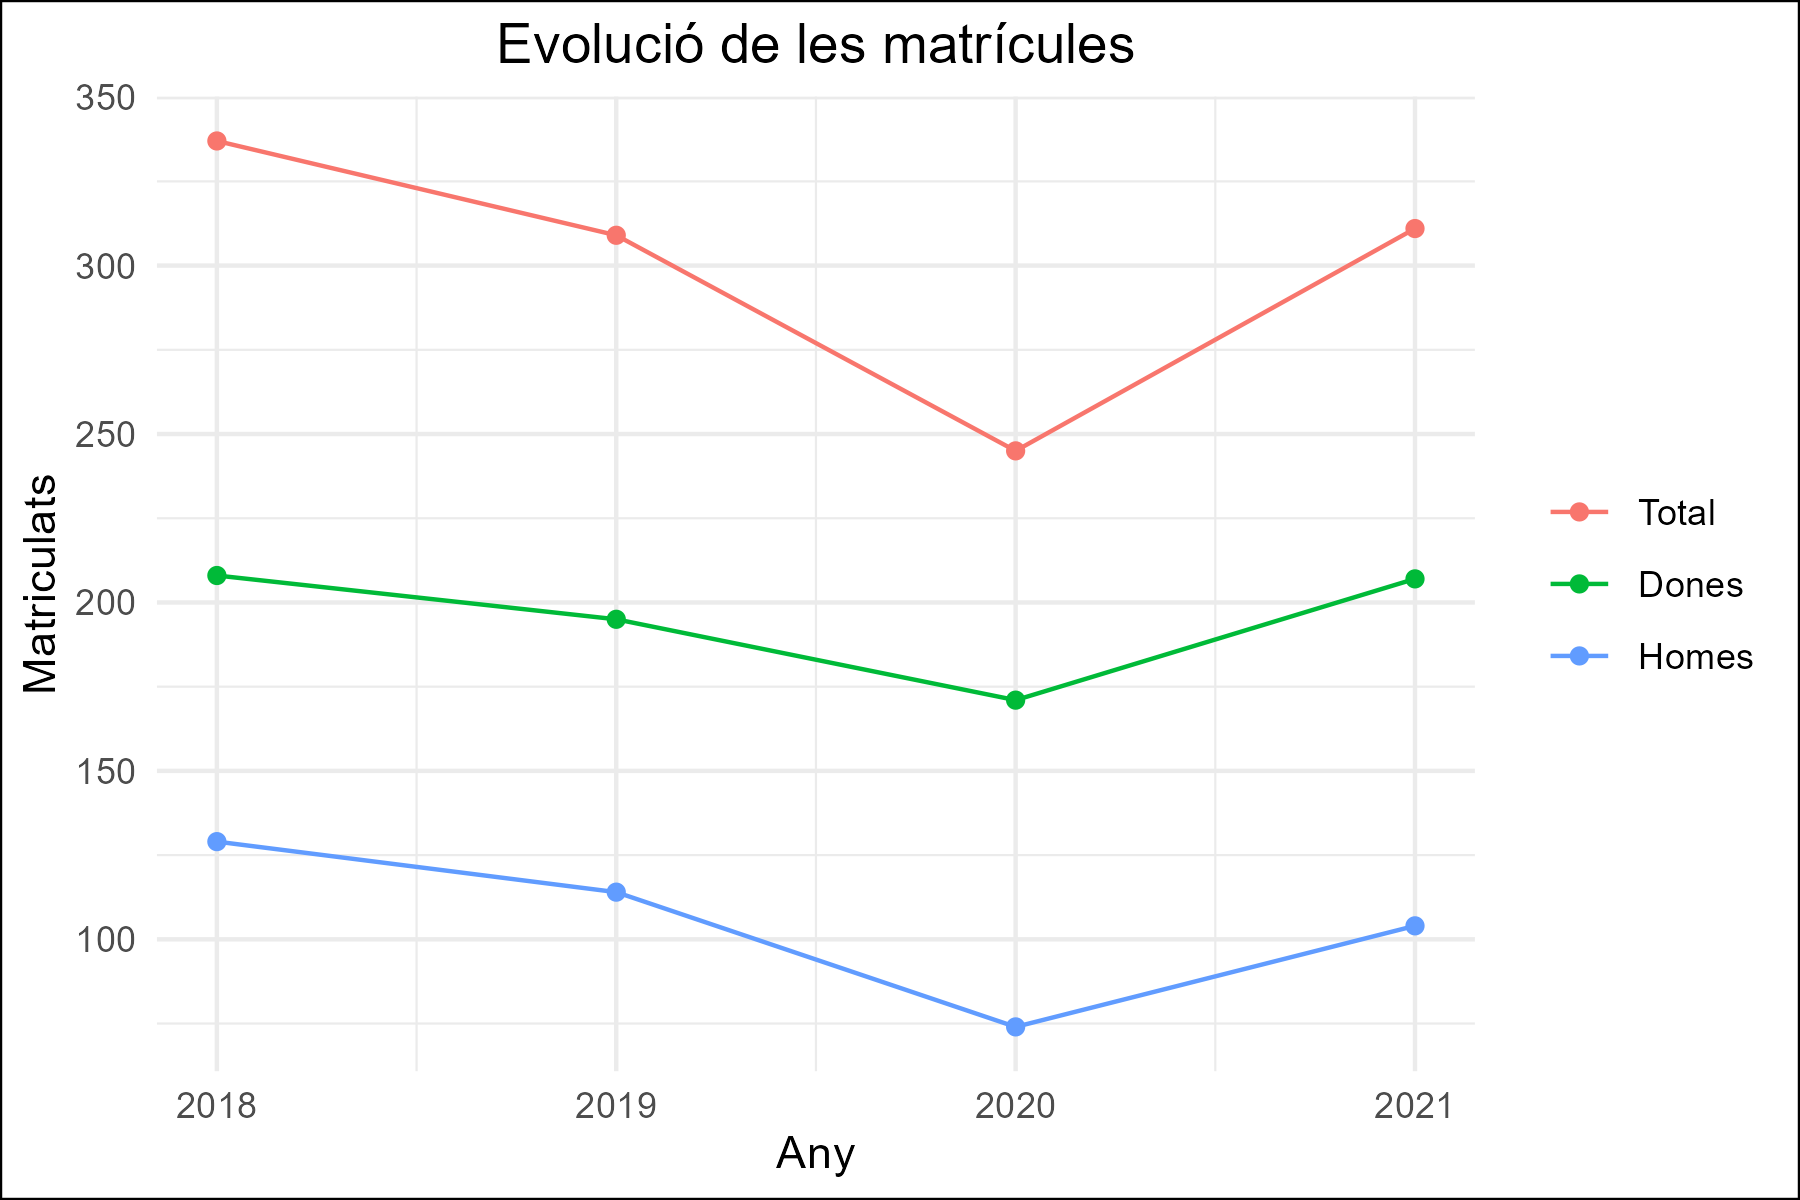 Evolució de les matrícules
350
300
250
200
150
100
Matriculats
2018 2019 2020 2021
Any
Total
Dones
Homes